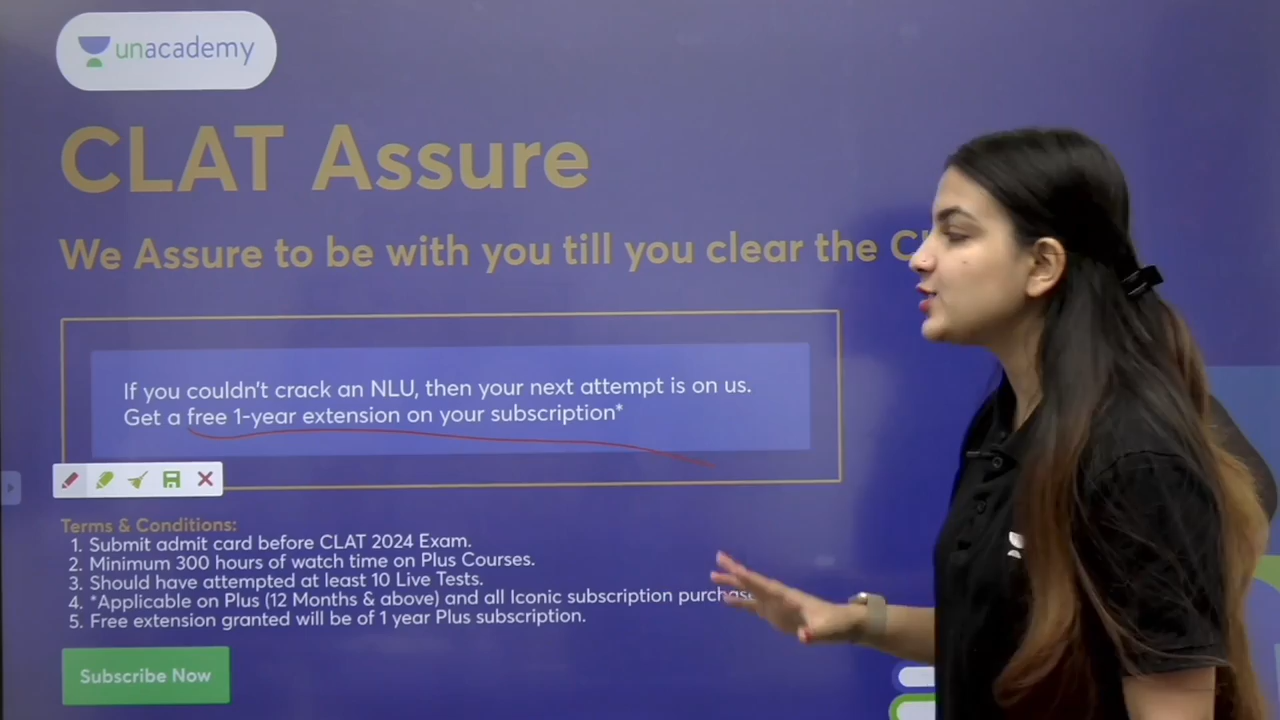 unacademy
CLAT Assure
We Assure to be with you till you clear the
If you couldn't crack an NLU, then your next attempt is on us.
Get a free 1-year extension on your subscription*
Terms & Conditions:
1. Submit admit card before CLAT 2024 Exam.
2. Minimum 300 hours of watch time on Plus Courses.
3. Should have attempted at least 10 Live Tests.
4. *Applicable on Plus (12 Months & above) and all Iconic subscription purchase
5. Free extension granted will be of 1 year Plus subscription.
Subscribe Now